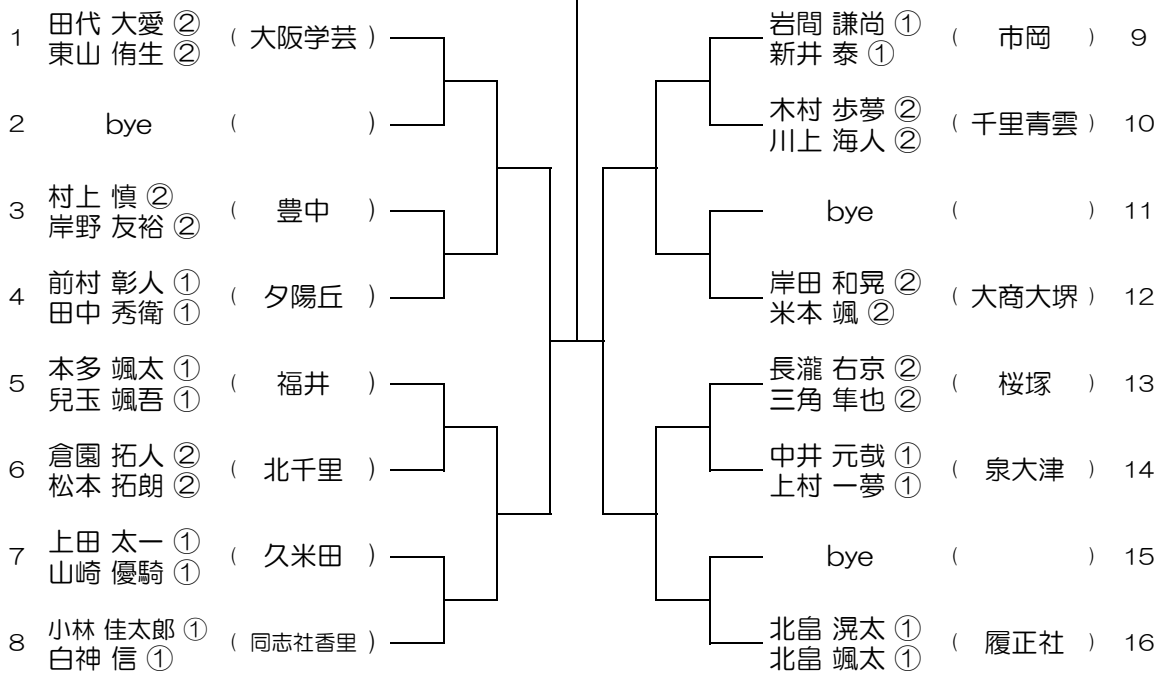 1 田代 大愛 ② ( 大阪学芸 )
東山 侑生 ②
2 bye ( )
3 村上 慎 ② ( 豊中 )
岸野 友裕 ②
4 前村 彰人 ① ( 夕陽丘 )
田中 秀衛 ①
5 本多 颯太 ① ( 福井 )
兒玉 颯吾 ①
6 倉園 拓人 ② ( 北千里 )
松本 拓朗 ②
7 上田 太一 ① ( 久米田 )
山崎 優騎 ①
8 小林 佳太郎 ① ( 同志社香里 )
白神 信 ①
岩間 謙尚 ① ( 市岡 ) 9
新井 泰 ①
木村 歩夢 ② ( 千里青雲 ) 10
川上 海人 ②
bye ( ) 11
岸田 和晃 ② ( 大商大堺 ) 12
米本 颯 ②
長瀧 右京 ② ( 桜塚 ) 13
三角 隼也 ②
中井 元哉 ① ( 泉大津 ) 14
上村 一夢 ①
bye ( ) 15
北畠 滉太 ① ( 履正社 ) 16
北畠 颯太 ①